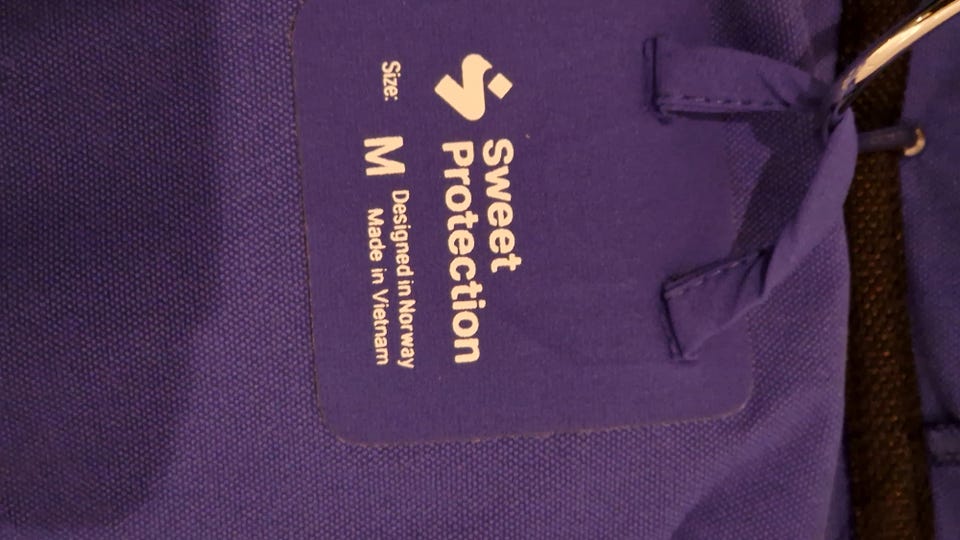 Sweet
Protection
Size: M
Designed in Norway
Made in Vietnam